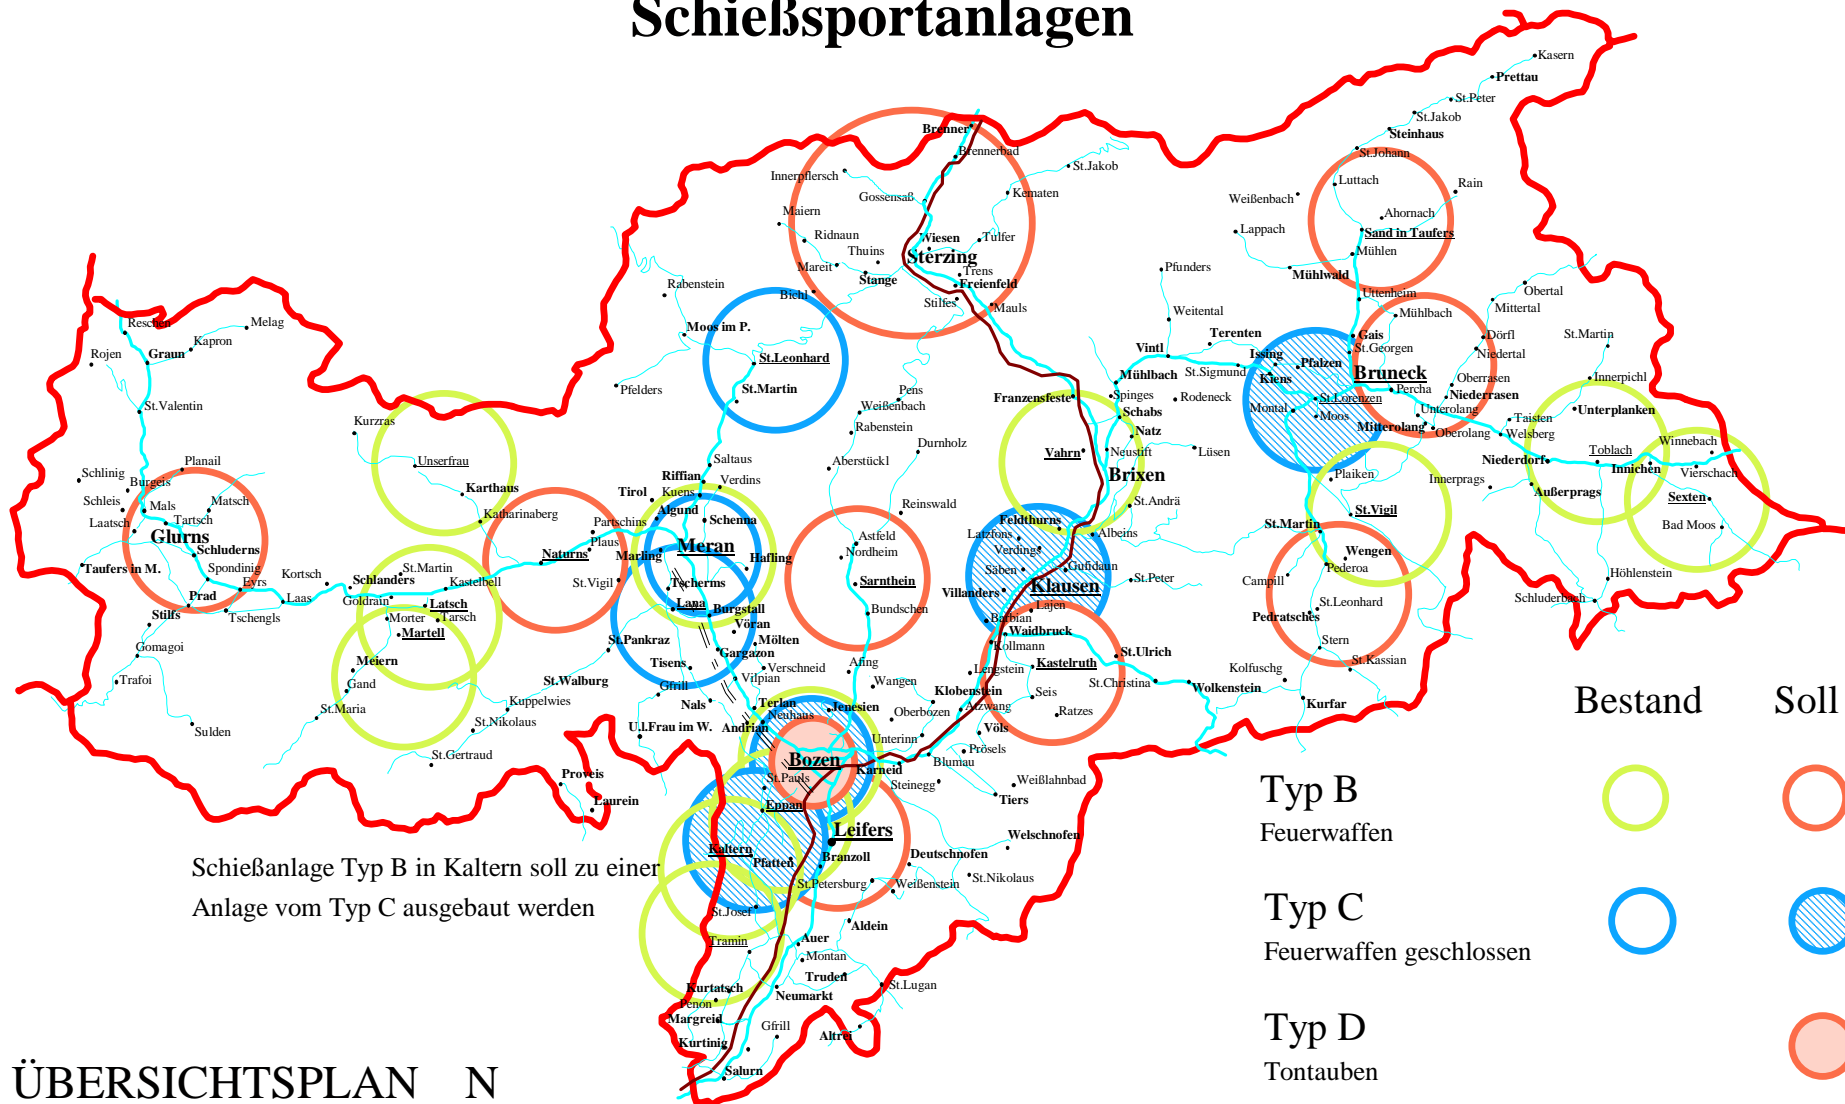 Schießsportanlagen
Kasern
Prettau
St.Peter
St.Jakob
Steinhaus
St.Johann
Brenner
Brennerbad
St.Jakob
Innerpflersch
Gossensaß
Kematen
Luttach
Rain
Weißenbach
Maiern
Ahornach
Ridnaun
Wiesen
Tulfer
Lappach
Sand in Taufers
Thuins
Sterzing
Mühlen
Mareit
Trens
Pfunders
Mühlwald
Stange
Freienfeld
Rabenstein
Bichl
Stilfes
Mauls
Uttenheim
Obertal
Mittertal
Weitental
Mühlbach
Reschen
Melag
Moos im P.
Terenten
Gais
Dörfl
St.Martin
Rojen
Graun
Kapron
St.Leonhard
Vintl
Issing
St.Georgen
Niedertal
Pfalzen
St.Sigmund
Kiens
Bruneck
Pfelders
St.Martin
Mühlbach
Oberrasen
Innerpichl
Pens
Franzensfeste
Spinges
Rodeneck
St.Lorenzen
Percha
Niederrasen
St.Valentin
Weißenbach
Schabs
Montal
Moos
Unterolang
Unterplanken
Kurzras
Rabenstein
Natz
Mitterolang
Oberolang
Taisten
Welsberg
Durnholz
Vahrn
Neustift
Lüsen
Winnebach
Planail
Unserfrau
Saltaus
Aberstückl
Brixen
Toblach
Niederdorf
Innichen
Vierschach
Schlinig
Burgeis
Riffian
Verdins
Plaiken
Innerprags
Außerprags
Karthaus
Tirol
Kuens
St.Andrä
Sexten
Schleis
Mals
Matsch
Reinswald
St.Vigil
Laatsch
Tartsch
Katharinaberg
Partschins
Algund
Schenna
Feldthurns
St.Martin
Bad Moos
Glurns
Plaus
Astfeld
Latzfons
Albeins
Schluderns
Naturns
Marling
Meran
Hafling
Nordheim
Verdings
Wengen
Taufers in M.
Spondinig
St.Martin
Säben
Gufidaun
Pederoa
Kortsch
Schlanders
Kastelbell
St.Vigil
Tscherms
Sarnthein
Klausen
St.Peter
Campill
Höhlenstein
Eyrs
Prad
Laas
Goldrain
Latsch
Lana
Burgstall
Villanders
Lajen
St.Leonhard
Schluderbach
Stilfs
Tschengls
Morter
Tarsch
Bundschen
Barbian
Pedratsches
Martell
Vöran
Waidbruck
Gomagoi
St.Pankraz
Mölten
Kollmann
Stern
Meiern
Tisens
Gargazon
Verschneid
Afing
Lengstein
Kastelruth
St.Ulrich
St.Kassian
Trafoi
Gand
St.Walburg
Gfrill
Vilpian
Wangen
Klobenstein
Seis
St.Christina
Wolkenstein
Kolfuschg
St.Maria
Kuppelwies
Nals
Terlan
Jenesien
Atzwang
Ratzes
Kurfar
Bestand
Soll
Sulden
St.Nikolaus
Neuhaus
Oberbozen
U.l.Frau im W.
Andrian
Unterinn
Völs
St.Gertraud
Bozen
Karneid
Blumau
Prösels
Proveis
St.Pauls
Steinegg
Weißlahnbad
Tiers
Typ B
Feuerwaffen
Laurein
Eppan
Leifers
Welschnofen
Kaltern
Pfatten
Branzoll
Deutschnofen
Schießanlage Typ B in Kaltern soll zu einer
Anlage vom Typ C ausgebaut werden
St.Petersburg
Weißenstein
St.Nikolaus
St.Josef
Aldein
Typ C
Feuerwaffen geschlossen
Tramin
Auer
Montan
Truden
St.Lugan
Kurtatsch
Penon
Neumarkt
Margreid
Gfrill
Altrei
Kurtinig
Salurn
Typ D
Tontauben
ÜBERSICHTSPLAN N